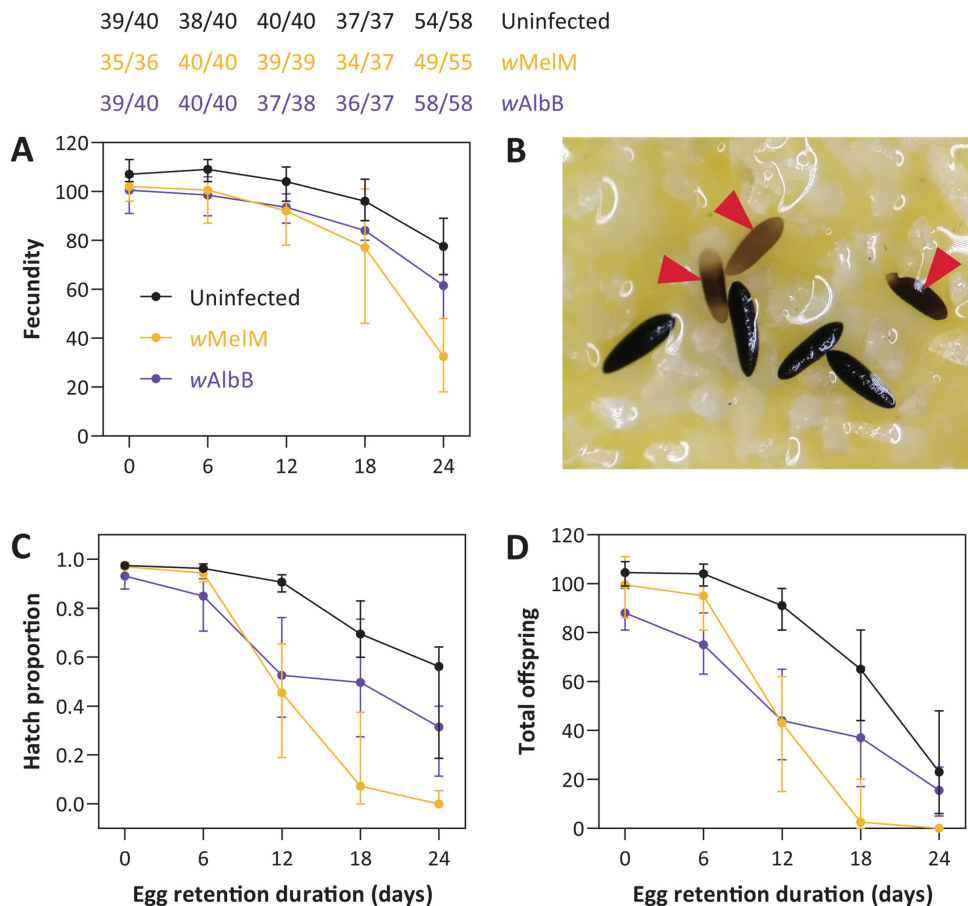 39/40 38/40 40/40 37/37 54/58 Uninfected
35/36 40/40 39/39 34/37 49/55 wMelM
39/40 40/40 37/38 36/37 58/58 wAlbB
A
120
100
80
60
40
20
0
Fecundity
Uninfected
wMelM
wAlbB
0 6 12 18 24
B
C
1.0
0.8
0.6
0.4
0.2
0.0
Hatch proportion
0 6 12 18 24
Egg retention duration (days)
D
120
100
80
60
40
20
0
Total offspring
0 6 12 18 24
Egg retention duration (days)